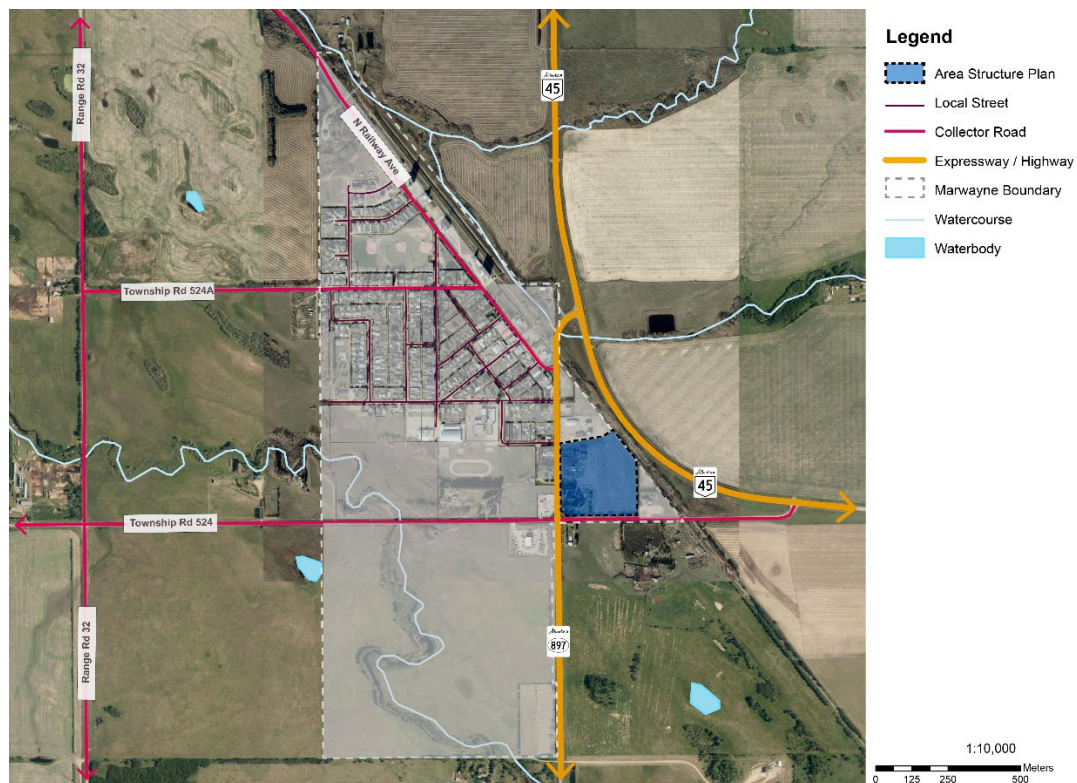 Range Rd 32
Alberta
45
N Railway Ave
Township Rd 524A
Alberta
45
Township Rd 524
Range Rd 32
Alberta
897
Legend
Area Structure Plan
Local Street
Collector Road
Expressway / Highway
Marwayne Boundary
Watercourse
Waterbody
1:10,000
Meters
0 125 250 500